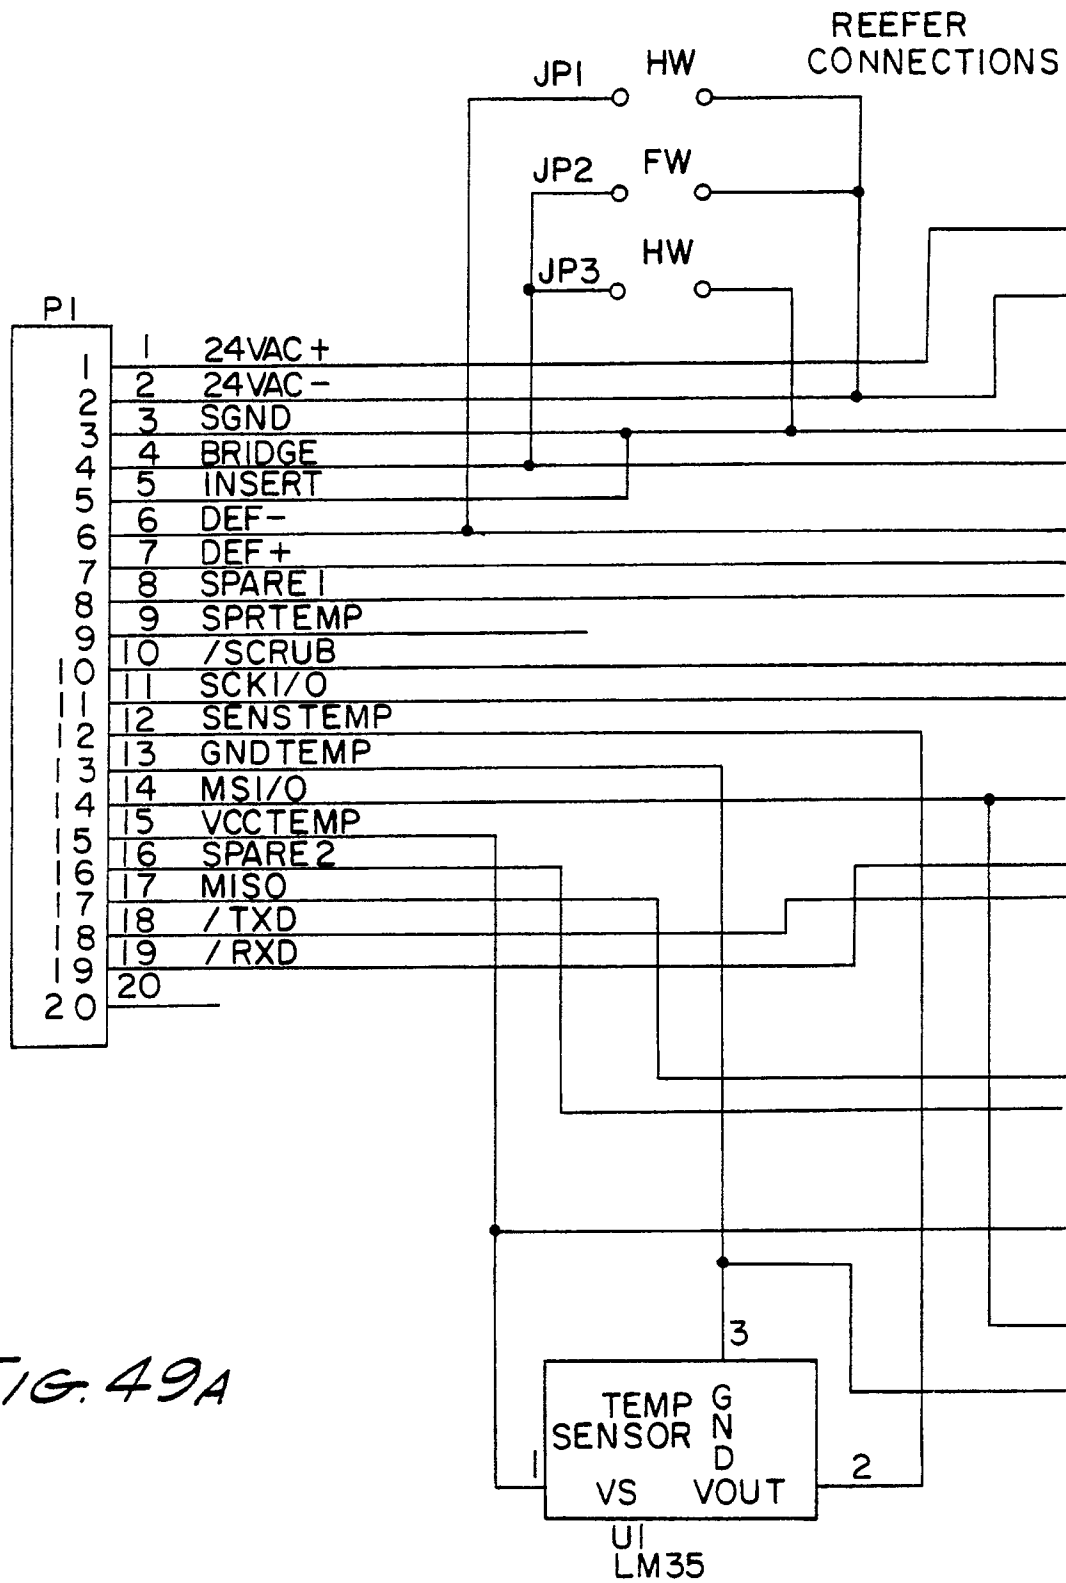 REEFER
CONNECTIONS
JP1 HW
JP2 FW
JP3 HW
P1
1 1 24VAC+
2 2 24VAC-
3 3 SGND
4 4 BRIDGE
5 5 INSERT
6 6 DEF-
7 7 DEF+
8 8 SPARE1
9 9 SPRTEMP
10 10 /SCRUB
11 11 SCKI/O
12 12 SENSTEMP
13 13 GNDTEMP
14 14 MSI/O
15 15 VCCTEMP
16 16 SPARE2
17 17 MISO
18 18 /TXD
19 19 /RXD
20 20
3
TEMP
SENSOR
GND
1
2
VS VOUT
U1
LM35
FIG. 49A